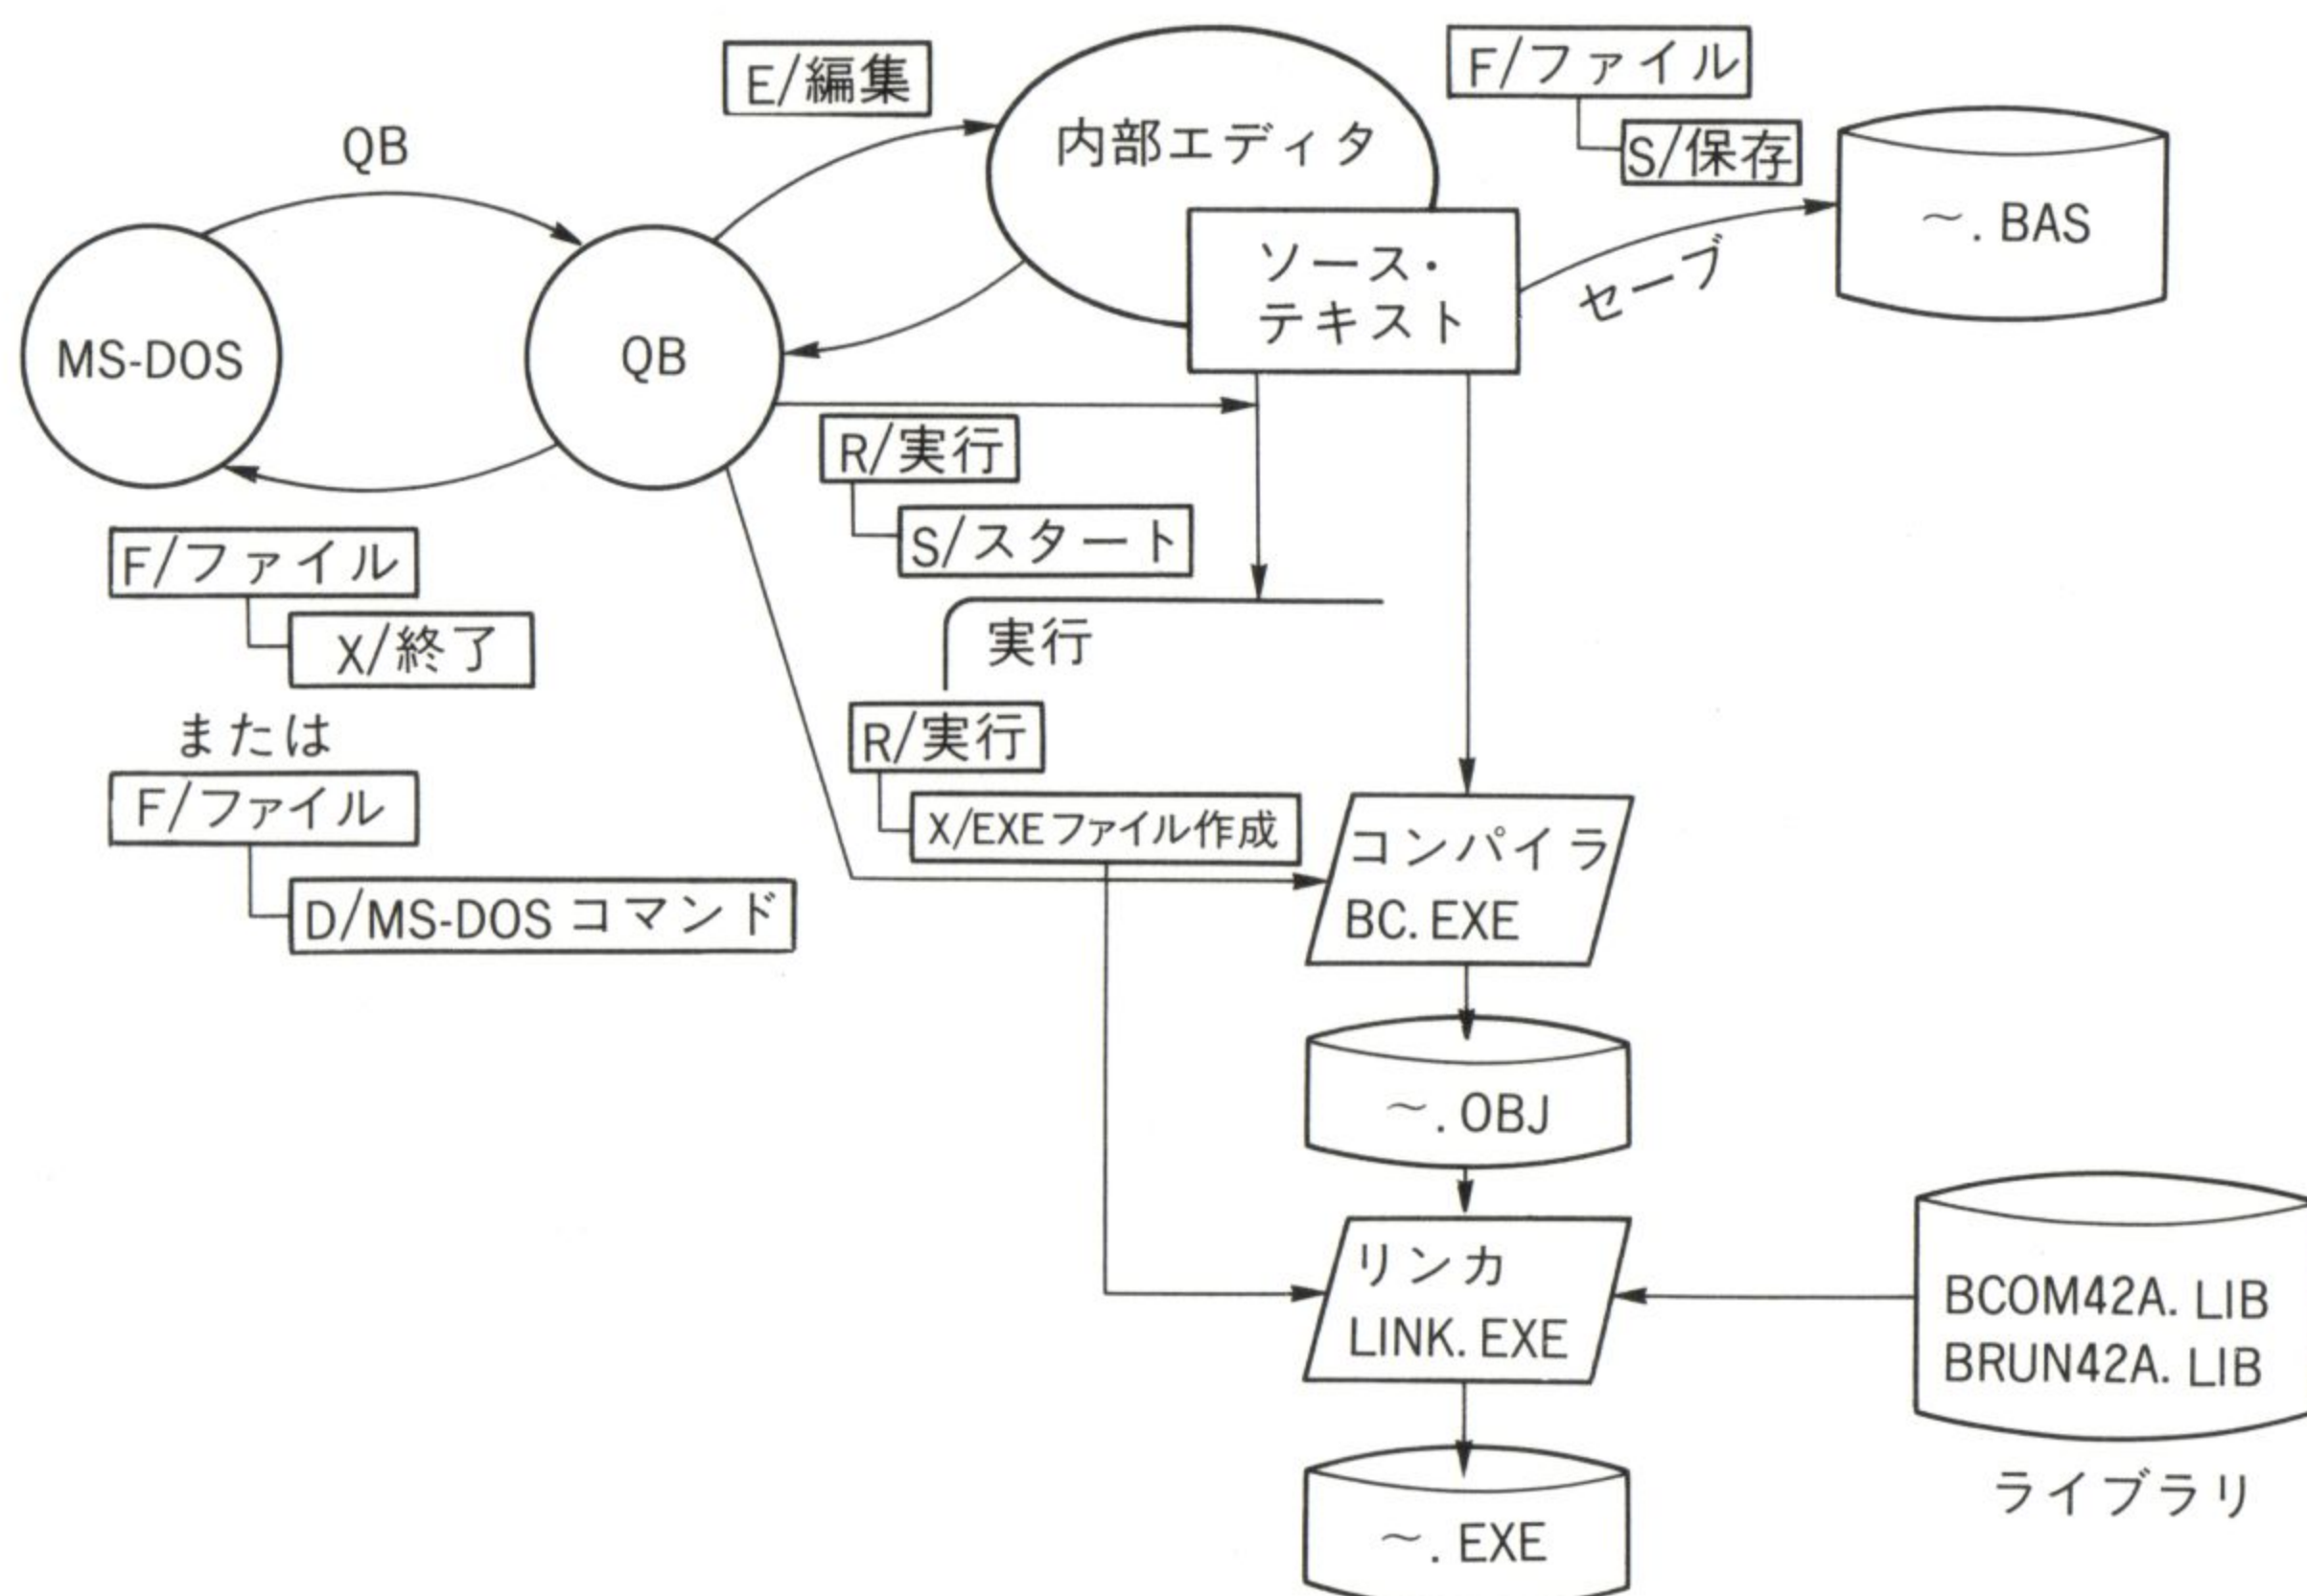 E/編集
F/ファイル
S/保存
QB
内部エディタ
~. BAS
ソース・
テキスト
セーブ
MS-DOS
QB
R/実行
S/スタート
F/ファイル
X/終了
実行
または
R/実行
F/ファイル
X/EXEファイル作成
D/MS-DOSコマンド
コンパイラ
BC. EXE
~. OBJ
リンカ
LINK. EXE
BCOM42A. LIB
BRUN42A. LIB
ライブラリ
~. EXE